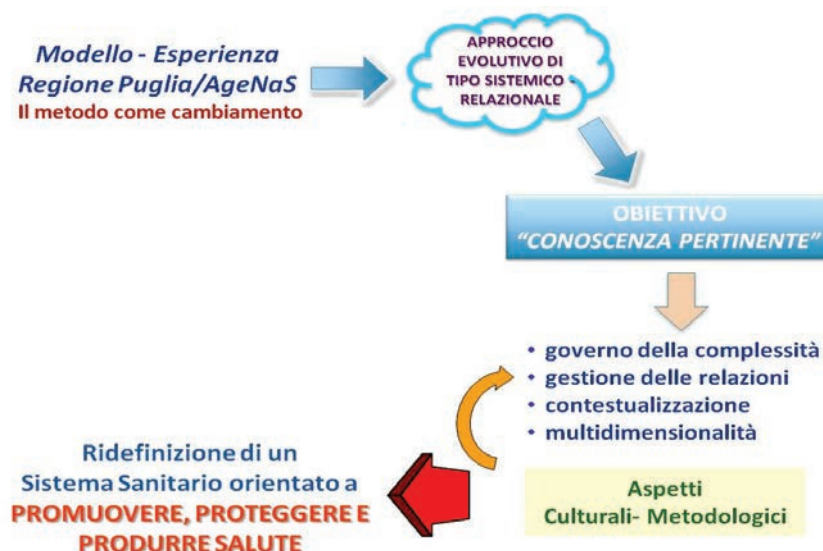 Modello - Esperienza
Regione Puglia/AgeNaS
Il metodo come cambiamento
APPROCCIO
EVOLUTIVO DI
TIPO SISTEMICO -
RELAZIONALE
OBIETTIVO
"CONOSCENZA PERTINENTE"
• governo della complessità
• gestione delle relazioni
• contestualizzazione
• multidimensionalità
Aspetti
Culturali- Metodologici
Ridefinizione di un
Sistema Sanitario orientato a
PROMUOVERE, PROTEGGERE E
PRODURRE SALUTE